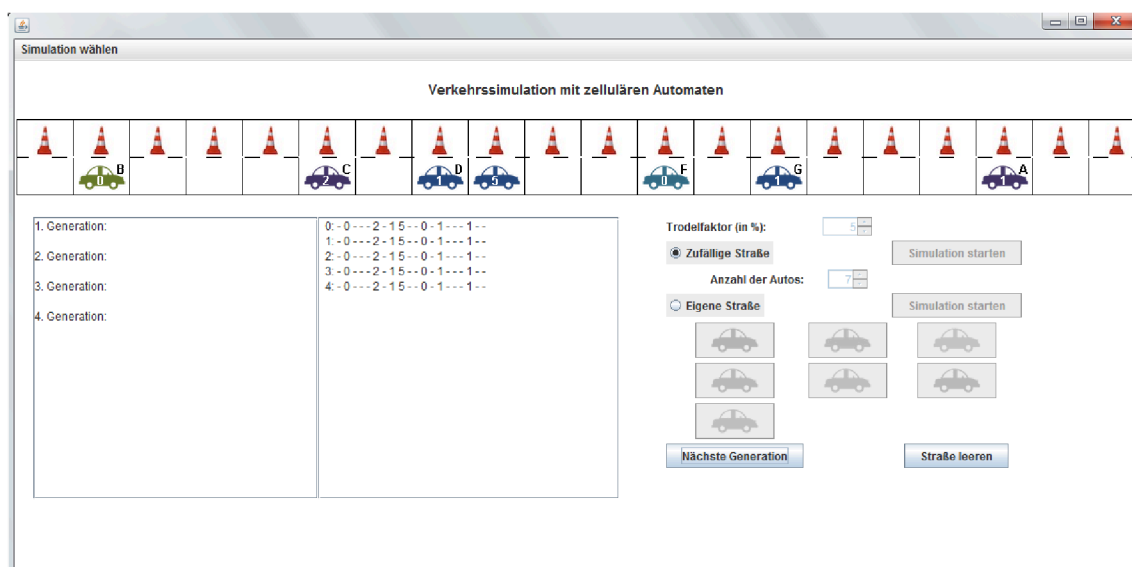 Simulation wählen
Verkehrssimulation mit zellulären Automaten
B C D F G A
0 2 1 5 0 1 1
1. Generation:
2. Generation:
3. Generation:
4. Generation:
0: - 0 - - - 2 - 1 5 - - 0 - 1 - - - 1 - -
1: - 0 - - - 2 - 1 5 - - 0 - 1 - - - 1 - -
2: - 0 - - - 2 - 1 5 - - 0 - 1 - - - 1 - -
3: - 0 - - - 2 - 1 5 - - 0 - 1 - - - 1 - -
4: - 0 - - - 2 - 1 5 - - 0 - 1 - - - 1 - -
Trodelfaktor (in %): 5
Zufällige Straße Simulation starten
Anzahl der Autos: 7
Eigene Straße Simulation starten
Nächste Generation Straße leeren